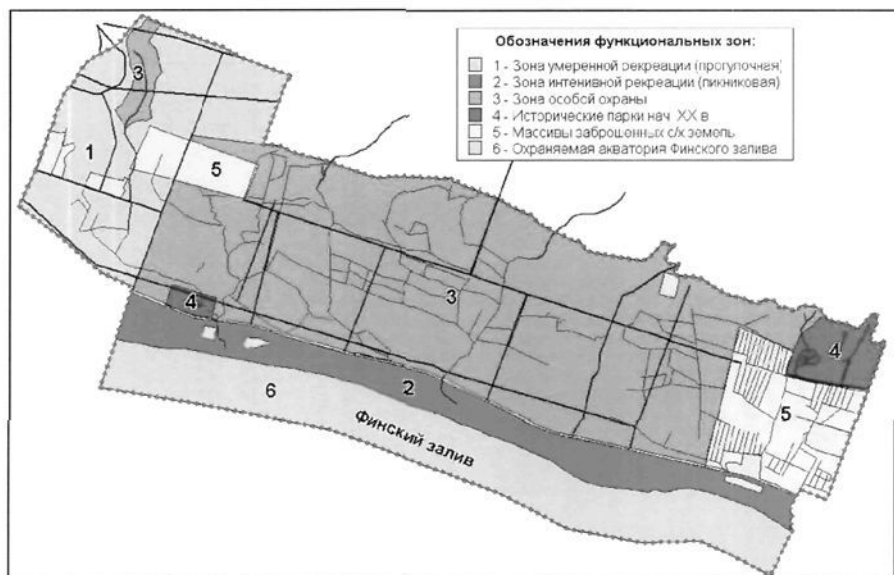 Обозначения функциональных зон:
1 - Зона умеренной рекреации (прогулочная)
2 - Зона интенивной рекреации (пикниковая)
3 - Зона особой охраны
4 - Исторические парки нач. XX в
5 - Массивы заброшенных с/х земель
6 - Охраняемая акватория Финского залива
3
1
5
4
3
4
5
2
6
Финский залив